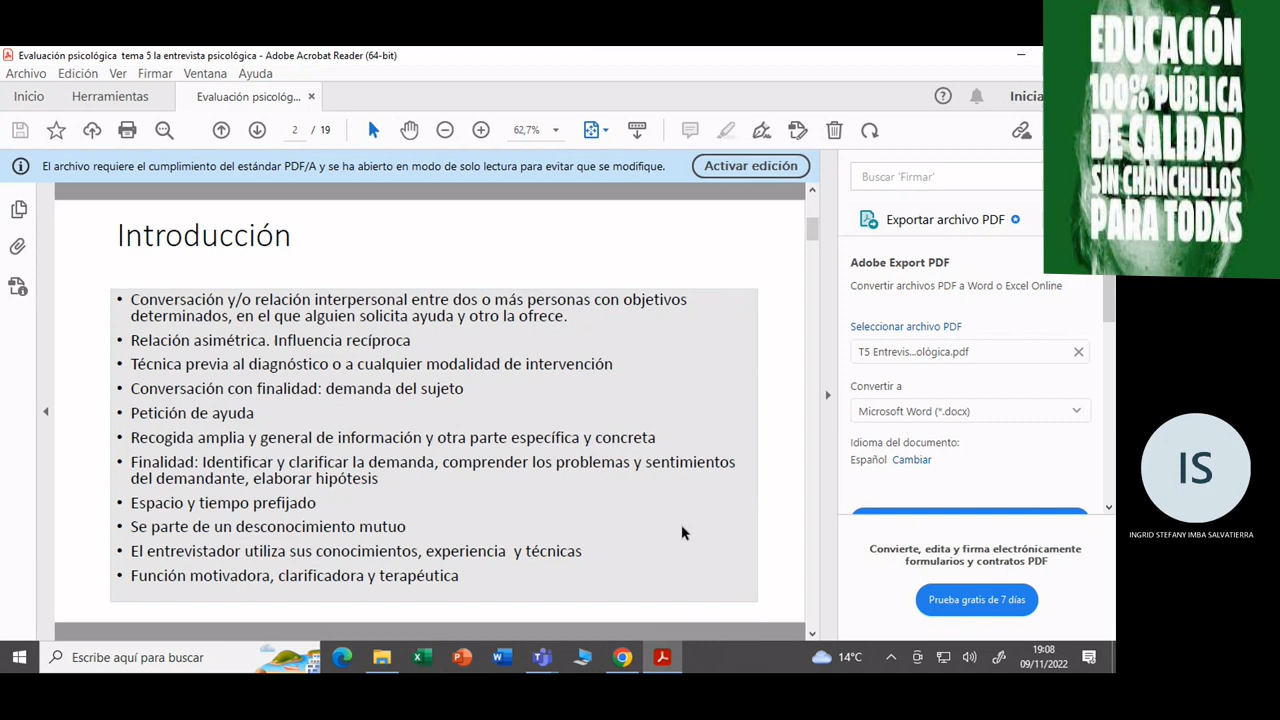 Evaluación psicológica  tema 5 la entrevista psicológica - Adobe Acrobat Reader (64-bit)
Archivo Edición Ver Firmar Ventana Ayuda
Inicio Herramientas Evaluación psicológ... ×
Inicia
2 / 19 62,7%
El archivo requiere el cumplimiento del estándar PDF/A y se ha abierto en modo de solo lectura para evitar que se modifique. Activar edición
Introducción
• Conversación y/o relación interpersonal entre dos o más personas con objetivos
determinados, en el que alguien solicita ayuda y otro la ofrece.
• Relación asimétrica. Influencia recíproca
• Técnica previa al diagnóstico o a cualquier modalidad de intervención
• Conversación con finalidad: demanda del sujeto
• Petición de ayuda
• Recogida amplia y general de información y otra parte específica y concreta
• Finalidad: Identificar y clarificar la demanda, comprender los problemas y sentimientos
del demandante, elaborar hipótesis
• Espacio y tiempo prefijado
• Se parte de un desconocimiento mutuo
• El entrevistador utiliza sus conocimientos, experiencia  y técnicas
• Función motivadora, clarificadora y terapéutica
Buscar 'Firmar'
Exportar archivo PDF
Adobe Export PDF
Convertir archivos PDF a Word o Excel Online
Seleccionar archivo PDF
T5 Entrevis...ológica.pdf
Convertir a
Microsoft Word (*.docx)
Idioma del documento:
Español Cambiar
Convierte, edita y firma electrónicamente
formularios y contratos PDF
Prueba gratis de 7 días
EDUCACIÓN
100% PÚBLICA
DE CALIDAD
SIN CHANCHULLOS
PARA TODXS
IS
INGRID STEFANY IMBA SALVATIERRA
Escribe aquí para buscar
14°C
19:08
09/11/2022